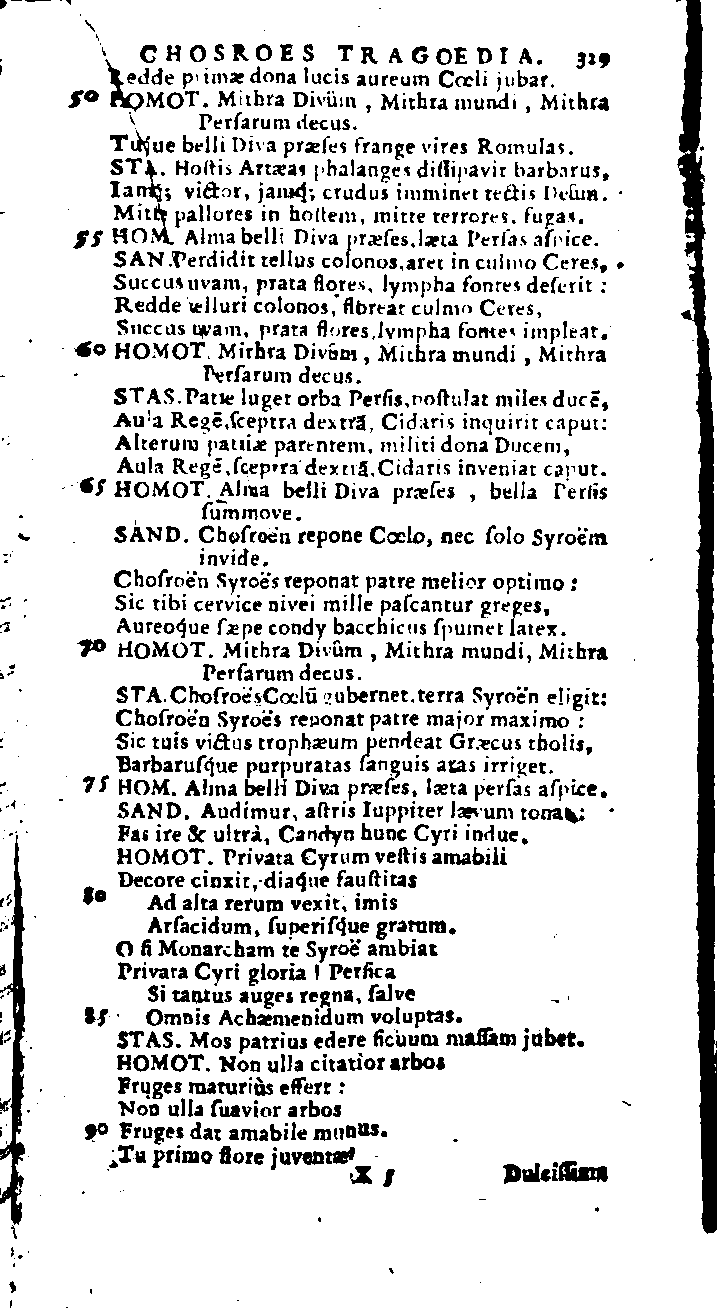 CHOSROES TRAGOEDIA. 329
Redde primæ dona lucis aureum Cœli jubar.
50 HOMOT. Mithra Divûm, Mithra mundi, Mithra
Perſarum decus.
Tuque belli Diva præſes frange vires Romulas.
STA. Hoſtis Artæas phalanges diſſipavit barbarus,
Iamq; victor, jamq; crudus imminet tectis Deûm.
Mitte pallores in hoſtem, mitte terrores, fugas.
55 HOM. Alma belli Diva præſes, læta Perſas aſpice.
SAN. Perdidit tellus colonos, aret in culmo Ceres,
Succus uvam, prata flores, lympha fontes deſerit :
Redde telluri colonos, floreat culmo Ceres,
Succus uvam, prata flores, lympha fontes impleat.
60 HOMOT. Mithra Divûm, Mithra mundi, Mithra
Perſarum decus.
STAS. Patre luget orba Perſis, poſtulat miles ducē,
Aula Regē, ſceptra dextrā, Cidaris inquirit caput:
Alterum patriæ parentem, militi dona Ducem,
Aula Regē, ſceptra dextrā, Cidaris inveniat caput.
65 HOMOT. Alma belli Diva præſes, bella Perſis
ſummove.
SAND. Choſroën repone Cœlo, nec ſolo Syroëm
invide.
Choſroën Syroës reponat patre melior optimo :
Sic tibi cervice nivei mille paſcantur greges,
Aureoque ſæpe condy bacchicus ſpumet latex.
70 HOMOT. Mithra Divûm, Mithra mundi, Mithra
Perſarum decus.
STA. Choſroës Cœlū gubernet, terra Syroën eligit:
Choſroën Syroës reponat patre major maximo :
Sic tuis victus trophæum pendeat Græcus tholis,
Barbaruſque purpuratas ſanguis atas irriget.
75 HOM. Alma belli Diva præſes, læta perſas aſpice.
SAND. Audimur, aſtris Iuppiter lævum tonat:
Fas ire & ultrà, Candyn hunc Cyri indue.
HOMOT. Privata Cyrum veſtis amabili
Decore cinxit, diaque fauſtitas
80 Ad alta rerum vexit, imis
Arſacidum, ſuperiſque gratum.
O ſi Monarcham te Syroë ambiat
Privata Cyri gloria ! Perſica
Si tantus auges regna, ſalve
85 Omnis Achæmenidum voluptas.
STAS. Mos patrius edere ficuum maſſam jubet.
HOMOT. Non ulla citatior arbos
Fruges maturiùs effert :
Non ulla ſuavior arbos
90 Fruges dat amabile munus.
Tu primo flore juventæ
X 5 Dulciſſima